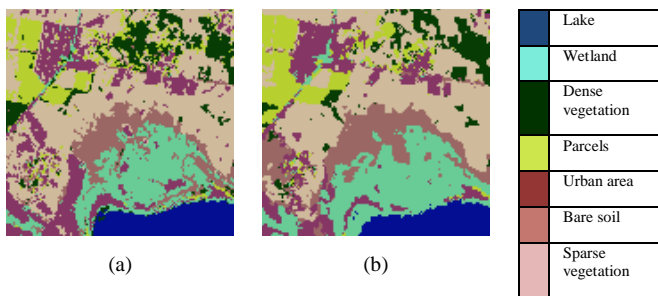 Lake
Wetland
Dense
vegetation
Parcels
Urban area
Bare soil
Sparse
vegetation
(a)
(b)